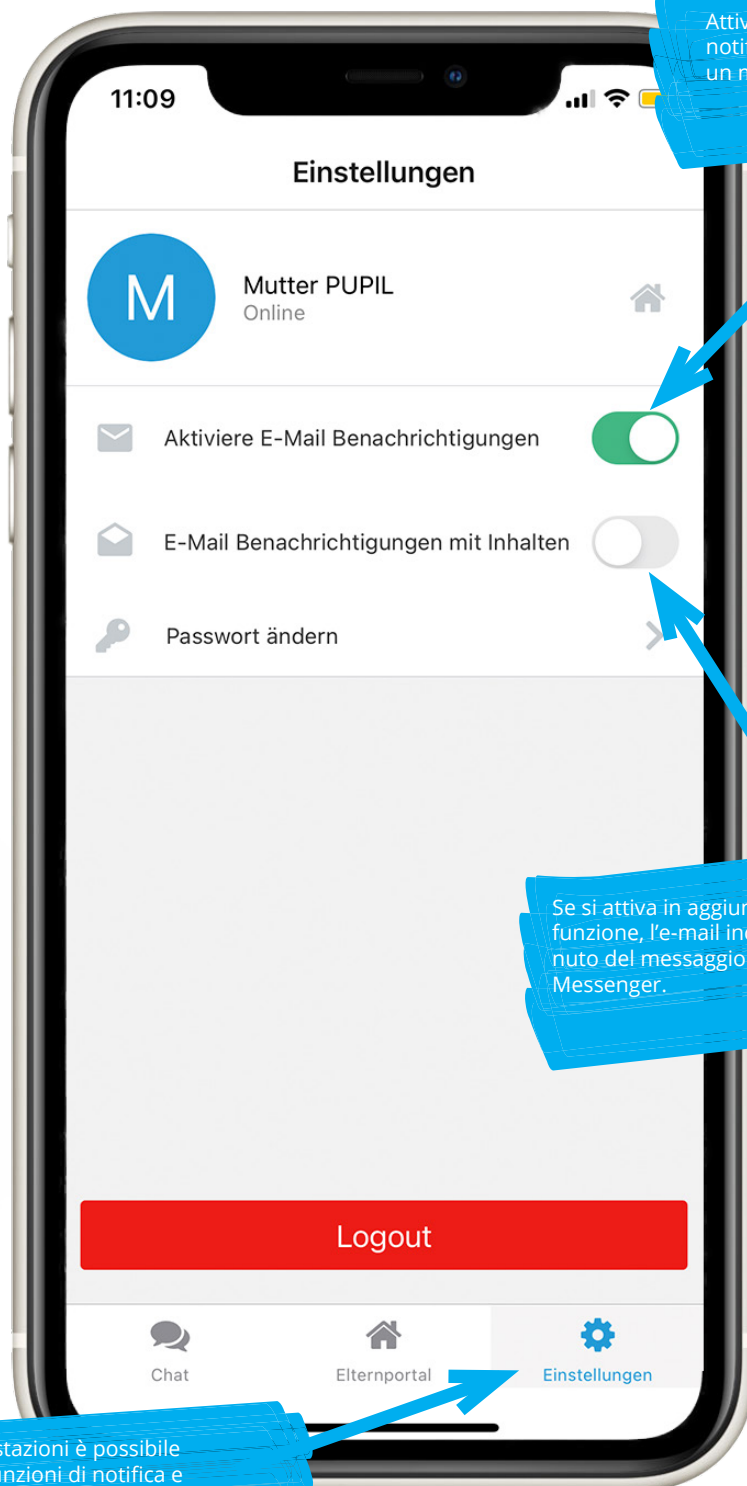 Attiv
noti
un m
11:09
Einstellungen
M
Mutter PUPIL
Online
Aktiviere E-Mail Benachrichtigungen
E-Mail Benachrichtigungen mit Inhalten
Passwort ändern
Se si attiva in aggiun
funzione, l'e-mail in
nuto del messaggio
Messenger.
Logout
Chat
Elternportal
Einstellungen
stazioni è possibile
nzioni di notifica e